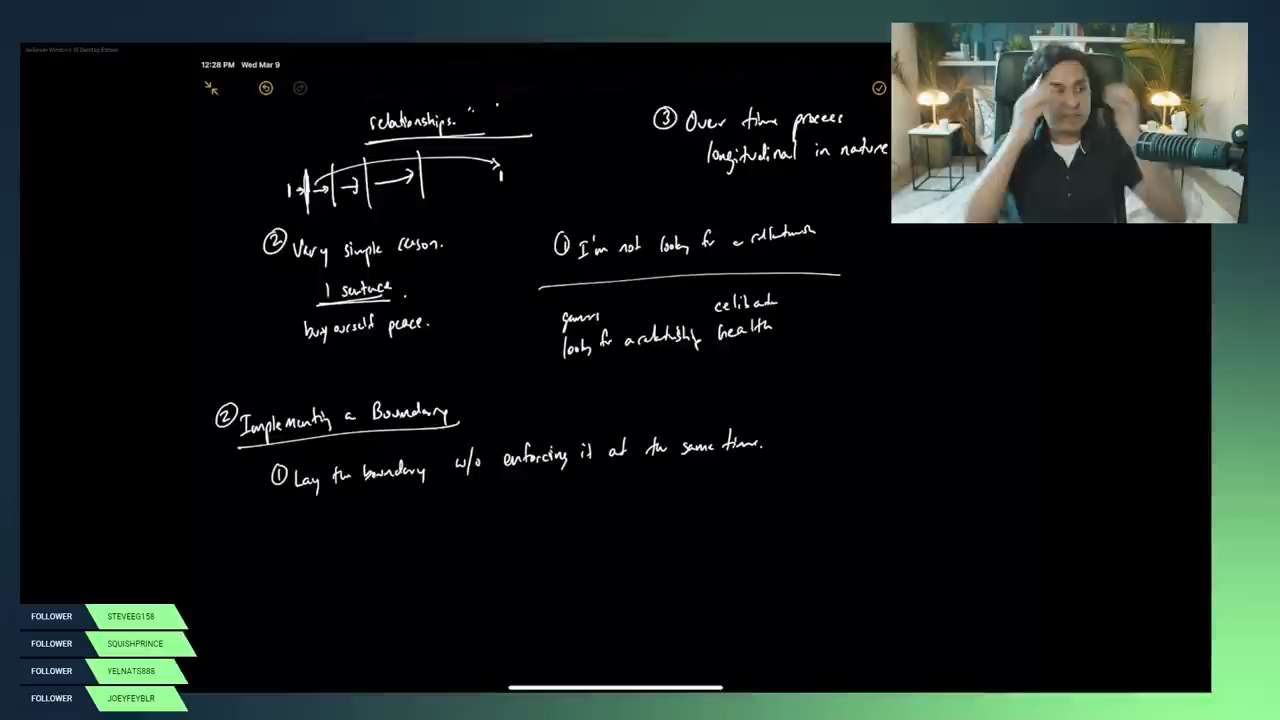 12:28 PM Wed Mar 9
relationships.
③ Over time process
longitudinal in nature
② Very simple reason.
1 sentence.
buy ourself peace.
① I'm not looking for a relationship
celibate
looking for a relationship health
② Implementing a Boundary
① Lay the boundary w/o enforcing it at the same time.
FOLLOWER STEVEEG158
FOLLOWER SQUISHPRINCE
FOLLOWER YELNATS888
FOLLOWER JOEYFEYBLR